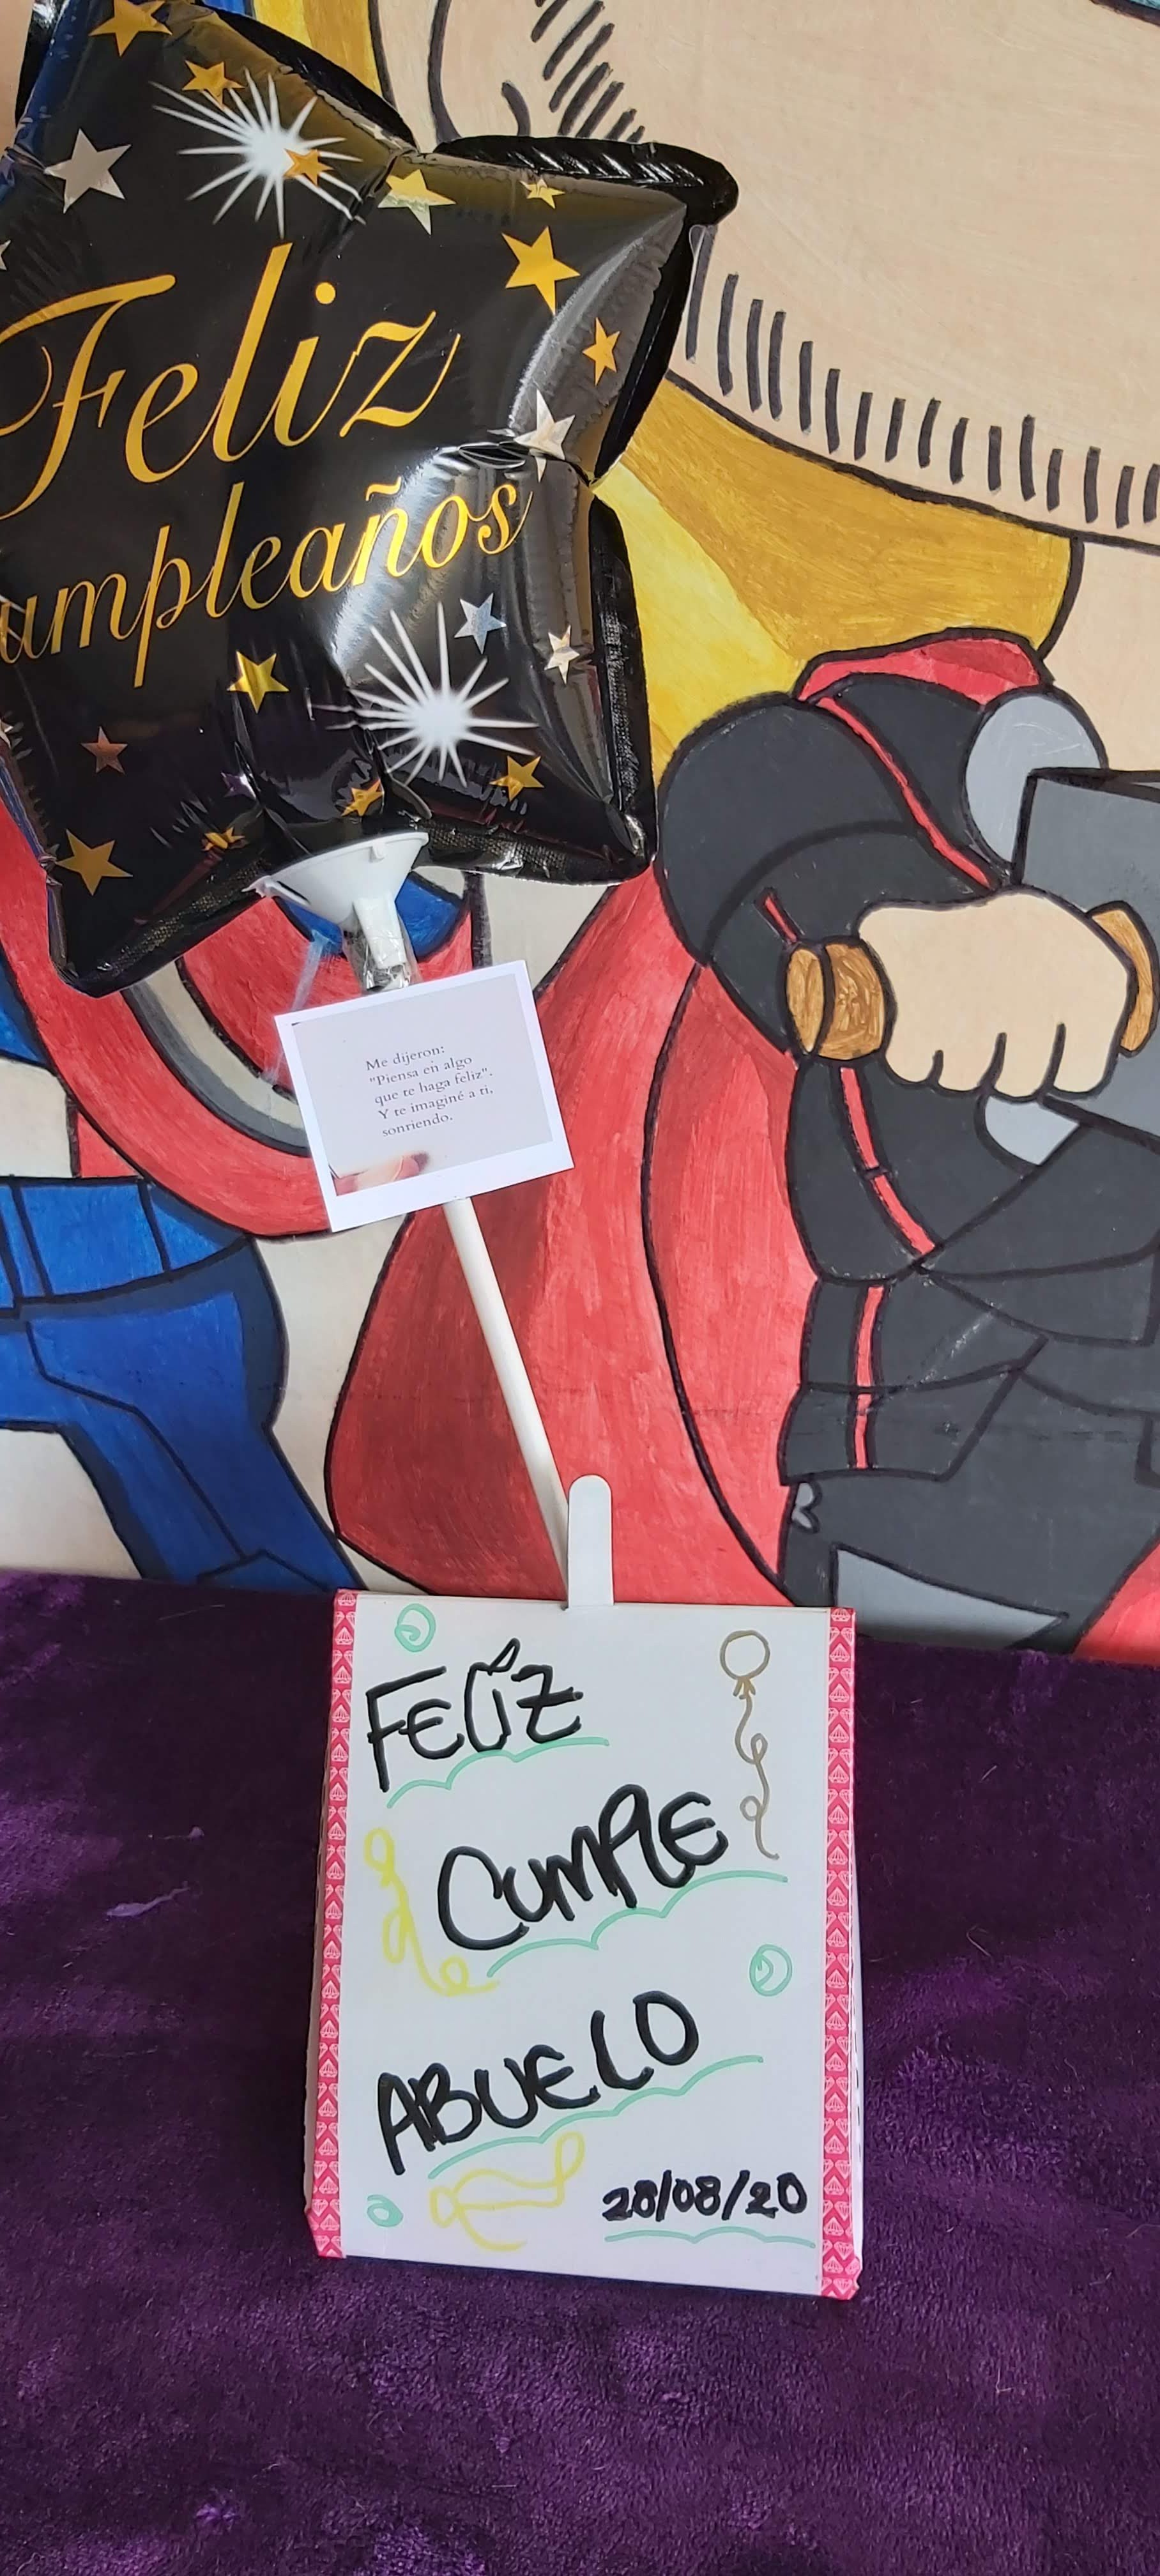 Feliz
umpleaños
Me dijeron:
"Piensa en algo
que te haga feliz".
Y te imaginé a ti,
sonriendo.
FELÍZ
CUMPLE
ABUELO
28/08/20